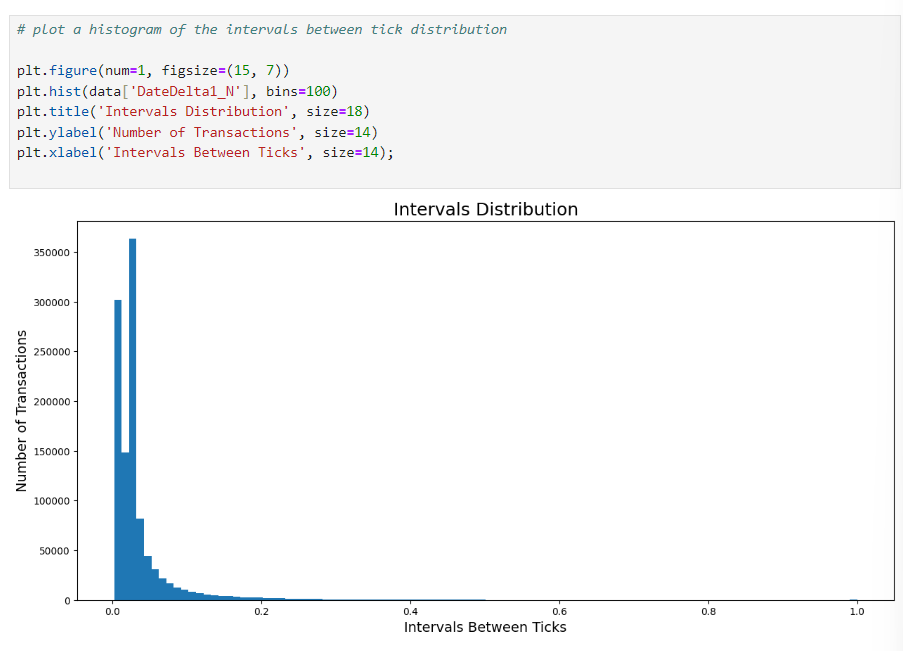 # plot a histogram of the intervals between tick distribution
plt.figure(num=1, figsize=(15, 7))
plt.hist(data['DateDelta1_N'], bins=100)
plt.title('Intervals Distribution', size=18)
plt.ylabel('Number of Transactions', size=14)
plt.xlabel('Intervals Between Ticks', size=14);
Intervals Distribution
Number of Transactions
350000
300000
250000
200000
150000
100000
50000
0
0.0 0.2 0.4 0.6 0.8 1.0
Intervals Between Ticks